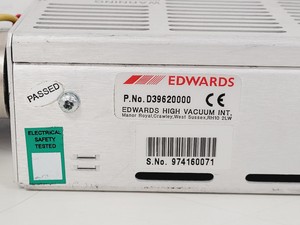 PASSED
EDWARDS
P.No. D39620000 CE
EDWARDS HIGH VACUUM INT.
Manor Royal,Crawley,West Sussex,RH10 2LW
ELECTRICAL
SAFETY
TESTED
S.No. 974160071